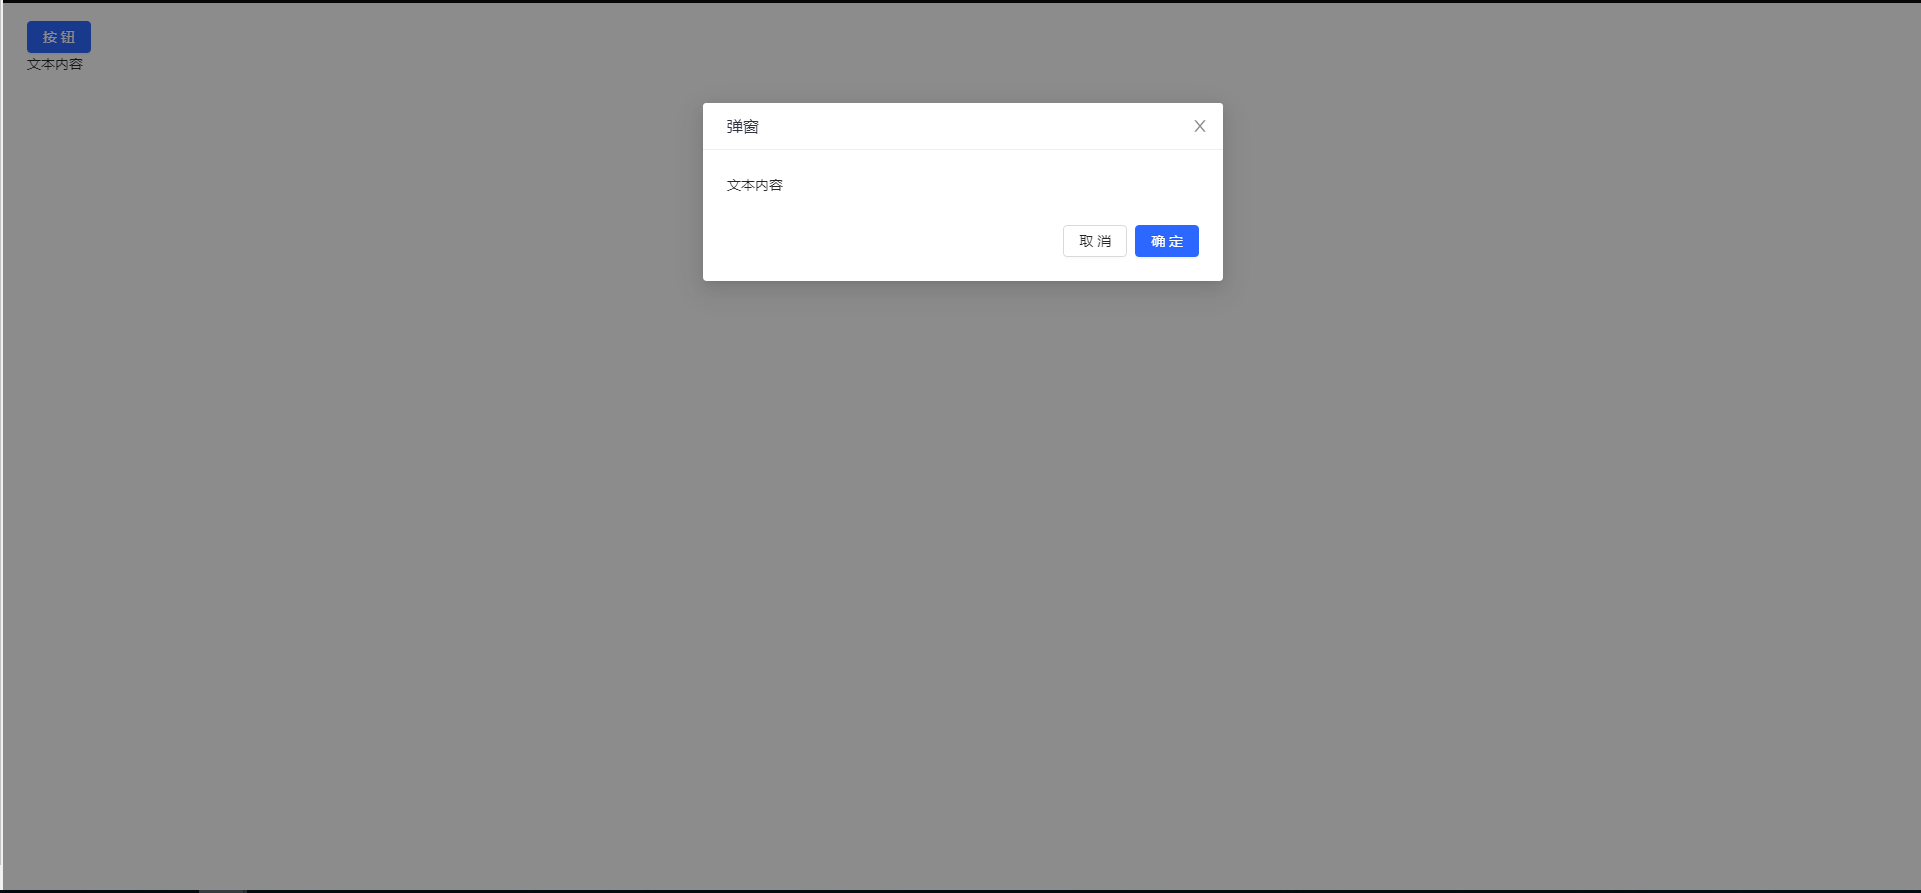 按 钮
文本内容
弹窗
文本内容
取 消
确 定